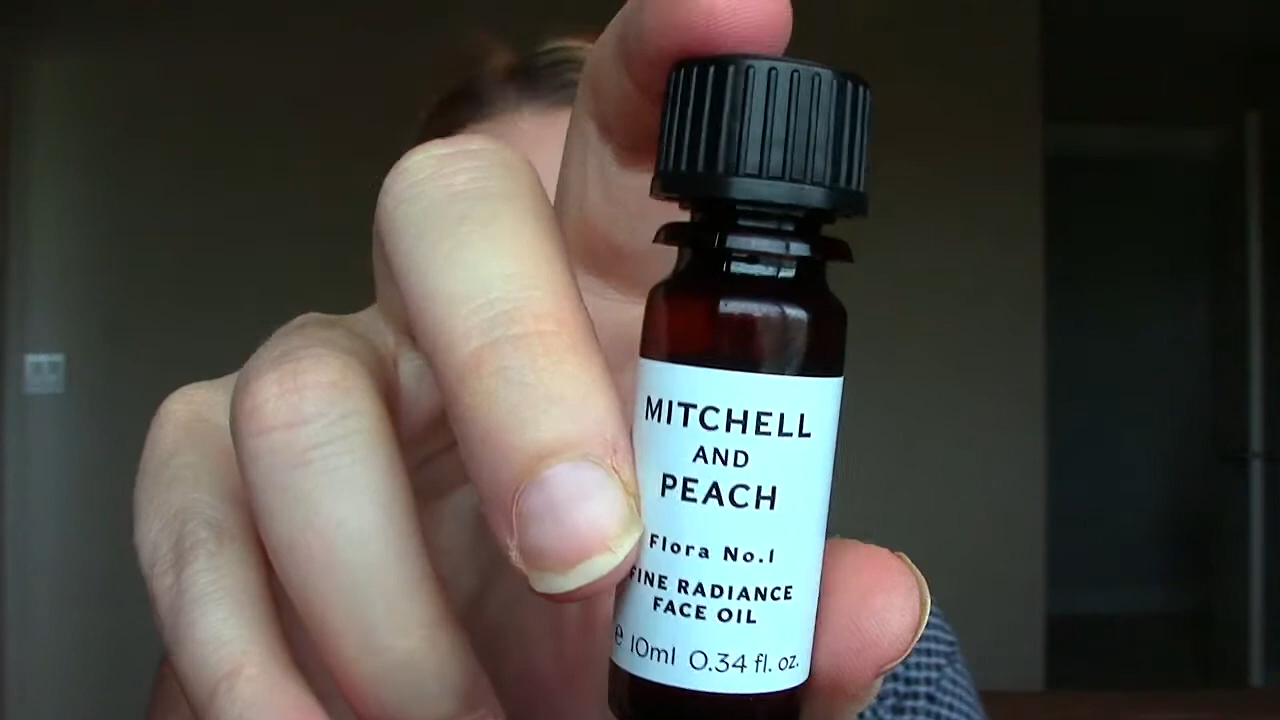 MITCHELL
AND
PEACH
Flora No.1
FINE RADIANCE
FACE OIL
e 10ml 0.34 fl. oz.